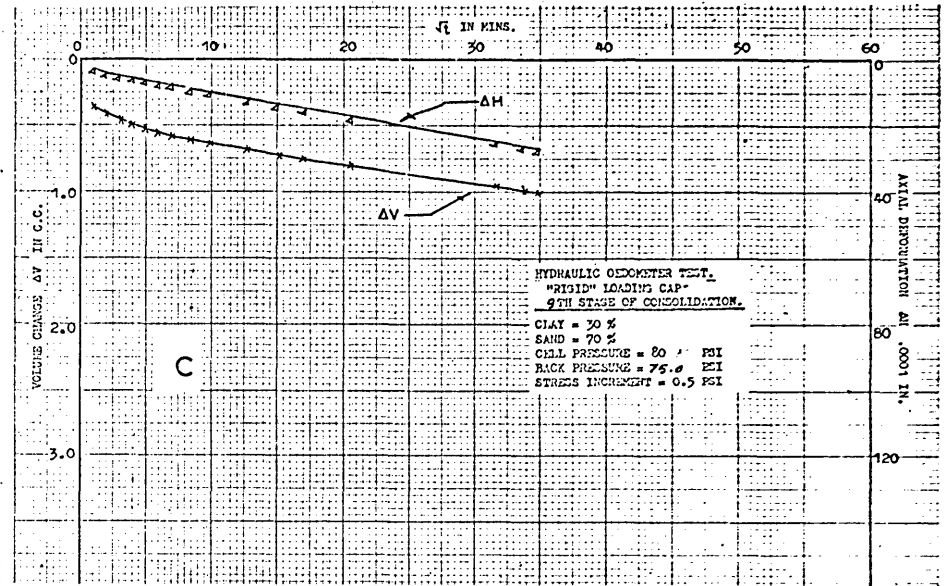 √t IN MINS.
0 10 20 30 40 50 60
0
1.0
2.0
3.0
VOLUME CHANGE ΔV IN C.C.
0
40
80
120
AXIAL DEFORMATION ΔH .0001 IN.
ΔH
ΔV
C
HYDRAULIC OEDOMETER TEST.
"RIGID" LOADING CAP-
9TH STAGE OF CONSOLIDATION.
CLAY = 30 %
SAND = 70 %
CELL PRESSURE = 80 PSI
BACK PRESSURE = 75.0 PSI
STRESS INCREMENT = 0.5 PSI